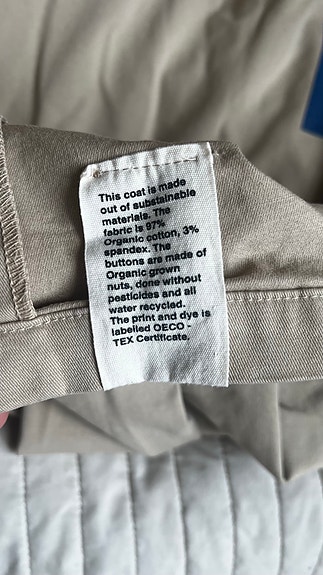 This coat is made
out of substainable
materials. The
fabric is 97%
Organic cotton, 3%
spandex. The
buttons are made of
Organic grown
nuts, done without
pesticides and all
water recycled.
The print and dye is
labelled OECO -
TEX Certificate.